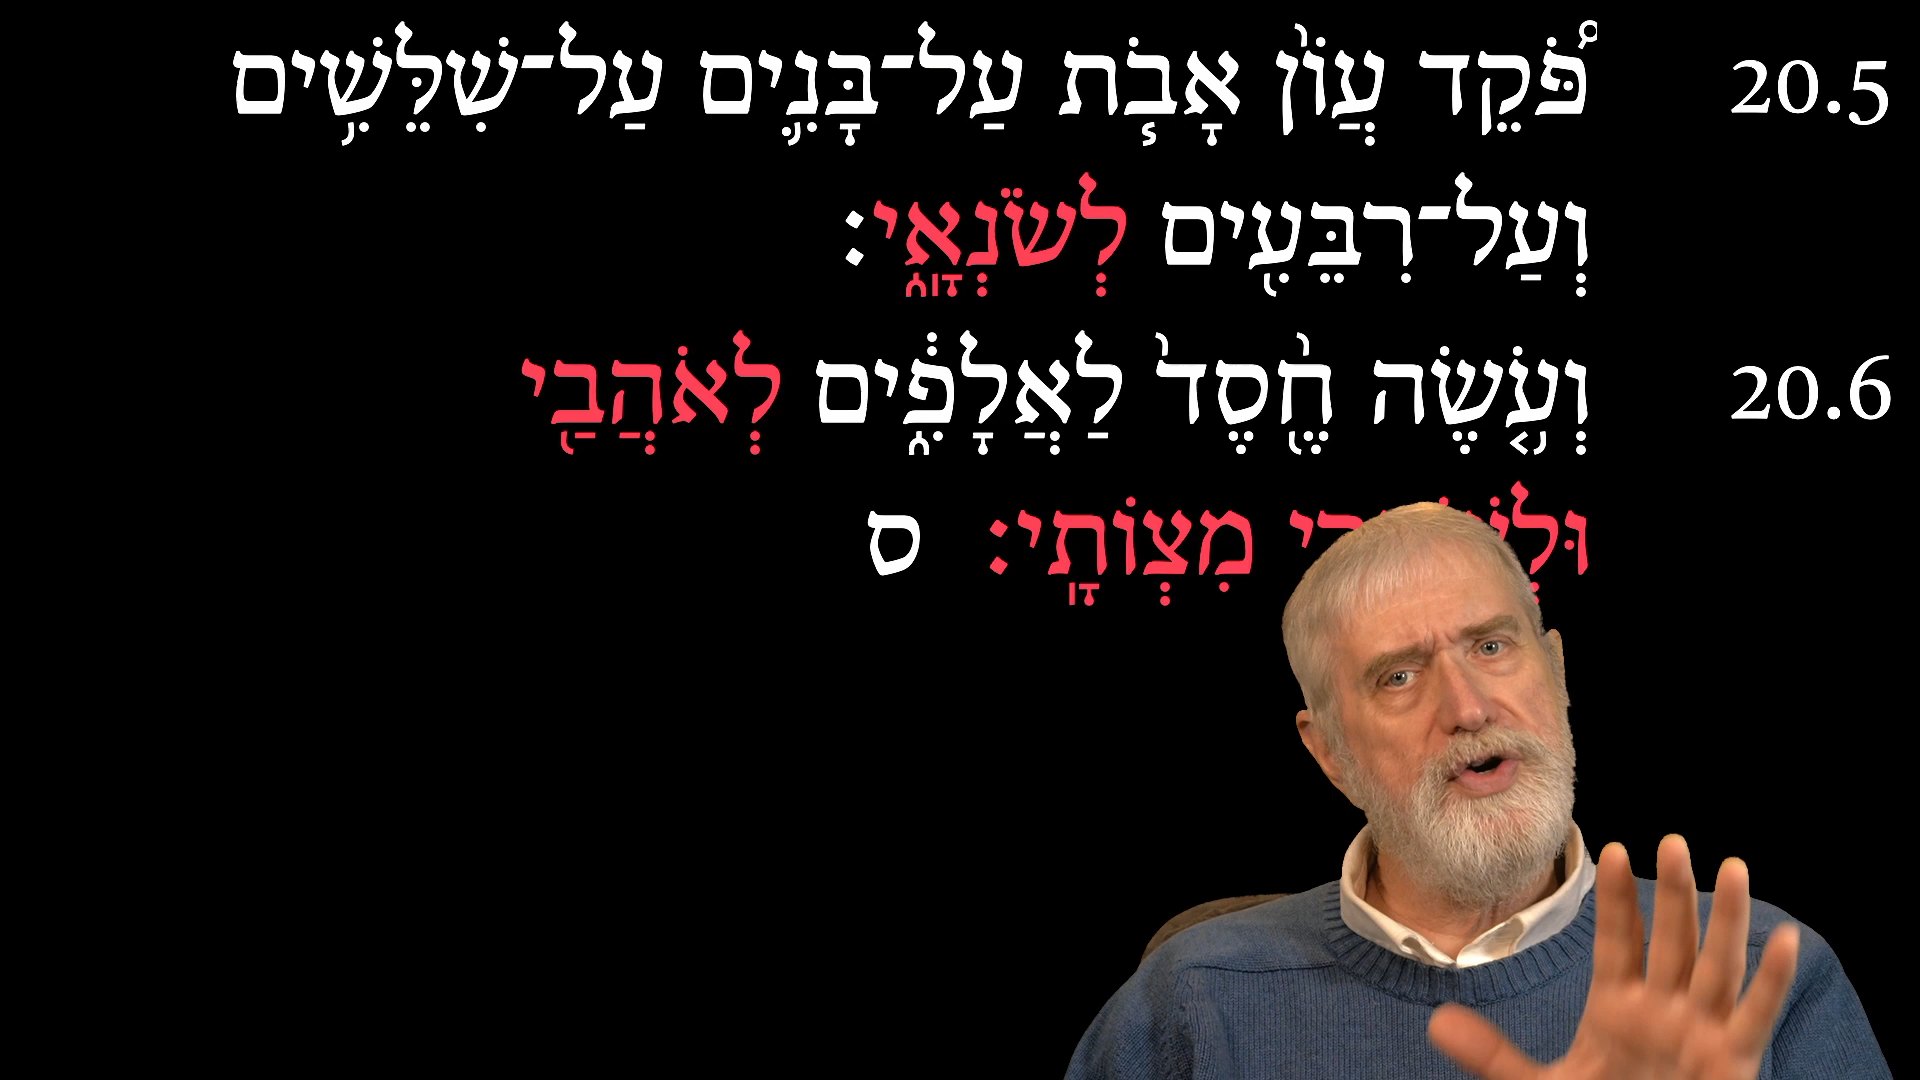 20.5 פֹּ֠קֵד עֲוֺ֨ן אָבֹ֧ת עַל־בָּנִ֛ים עַל־שִׁלֵּשִׁ֥ים
וְעַל־רִבֵּעִ֖ים לְשֹׂ֣נְאָ֑֔יֽ׃
20.6 וְעֹ֤֣שֶׂה חֶ֖֙סֶד֙ לַאֲלָפִ֑֔ים לְאֹהֲבַ֖י
מִצְוֺתָֽי׃ ס